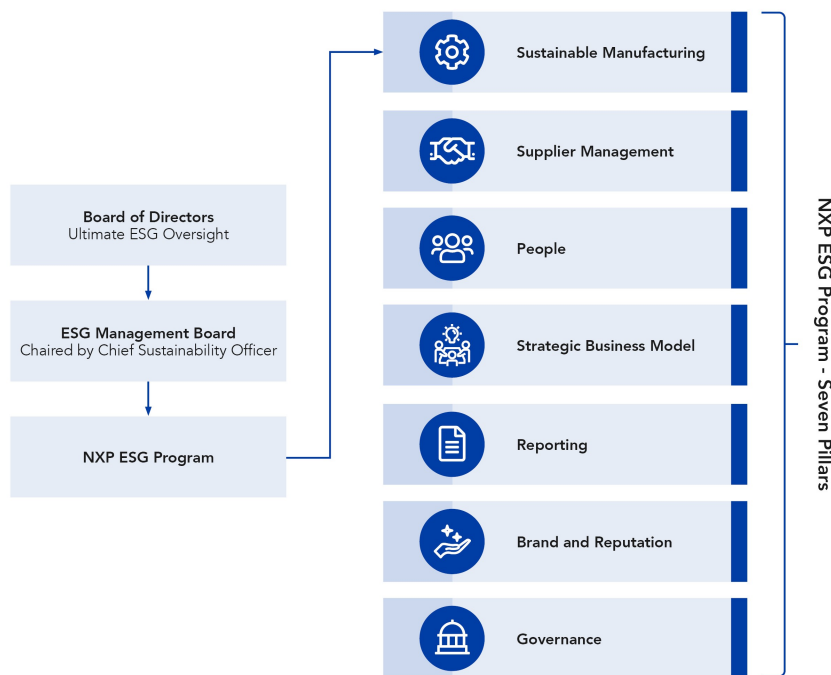 Board of Directors
Ultimate ESG Oversight
ESG Management Board
Chaired by Chief Sustainability Officer
NXP ESG Program
Sustainable Manufacturing
Supplier Management
People
Strategic Business Model
Reporting
Brand and Reputation
Governance
NXP ESG Program - Seven Pillars